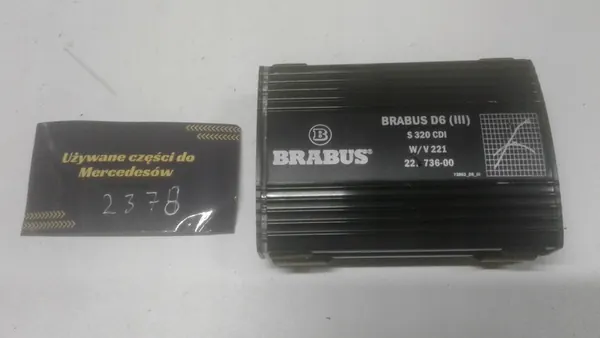 Używane części do
Mercedesów
2378
B
BRABUS®
BRABUS D6 (III)
S 320 CDI
W/V 221
22. 736-00